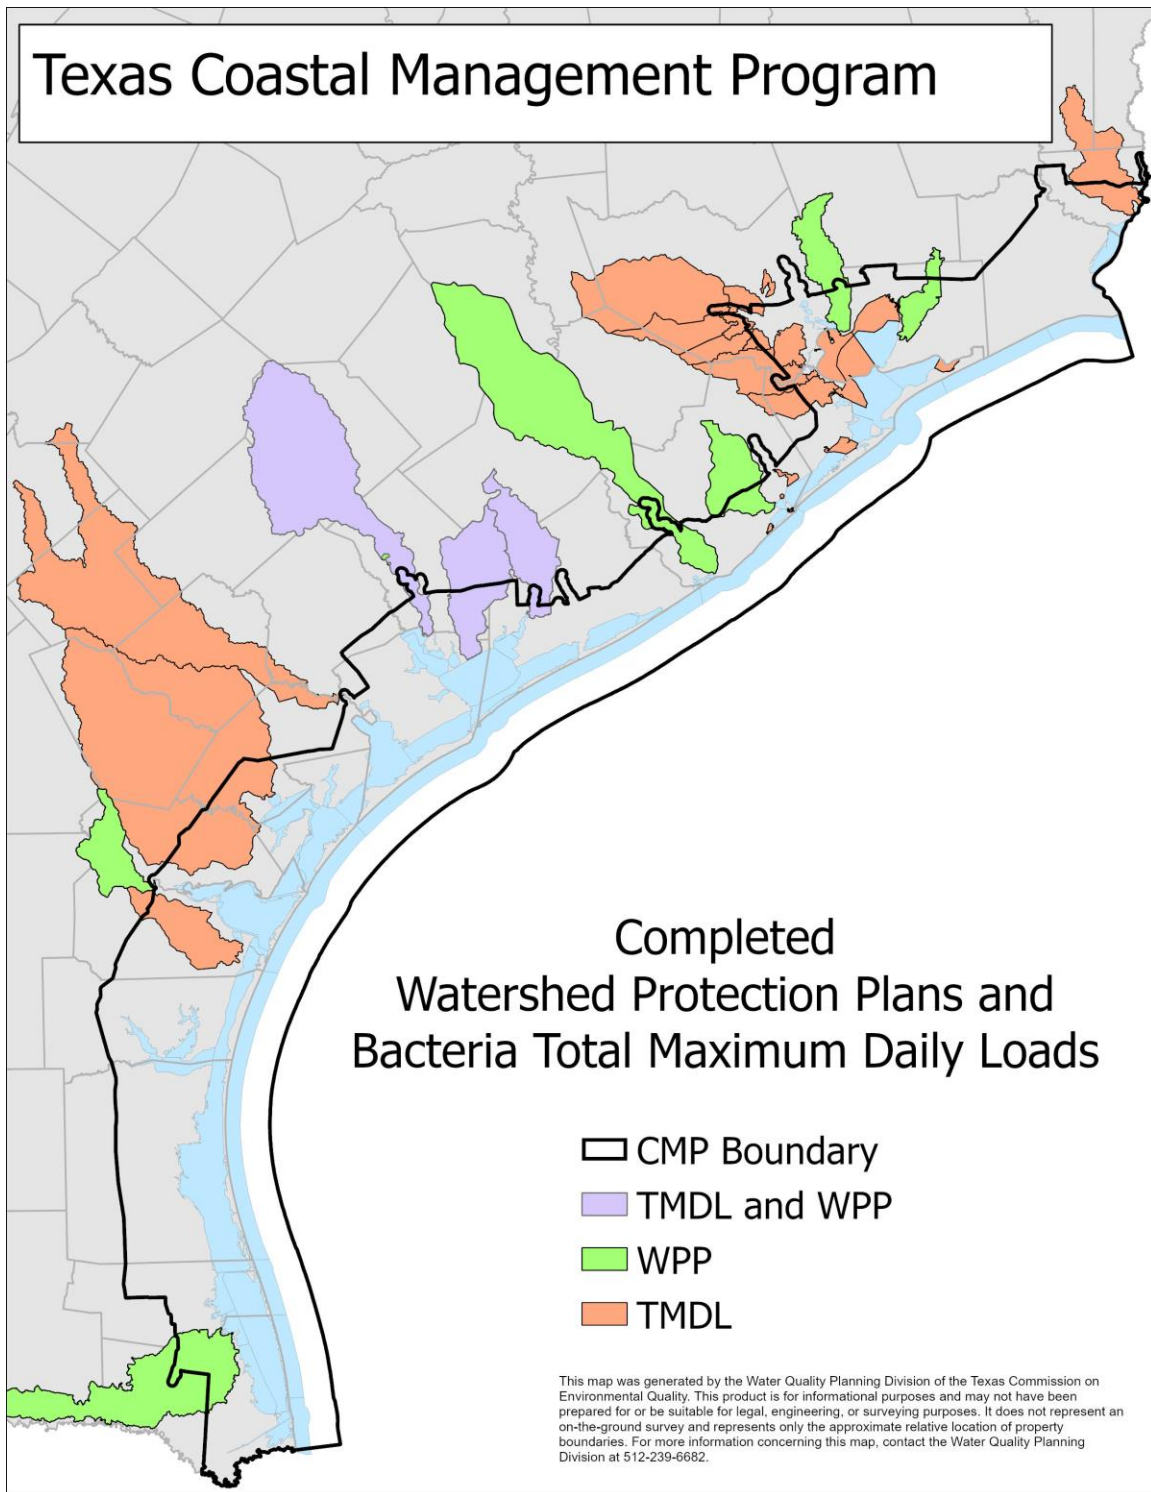 Texas Coastal Management Program
Completed
Watershed Protection Plans and
Bacteria Total Maximum Daily Loads
CMP Boundary
TMDL and WPP
WPP
TMDL
This map was generated by the Water Quality Planning Division of the Texas Commission on
Environmental Quality. This product is for informational purposes and may not have been
prepared for or be suitable for legal, engineering, or surveying purposes. It does not represent an
on-the-ground survey and represents only the approximate relative location of property
boundaries. For more information concerning this map, contact the Water Quality Planning
Division at 512-239-6682.